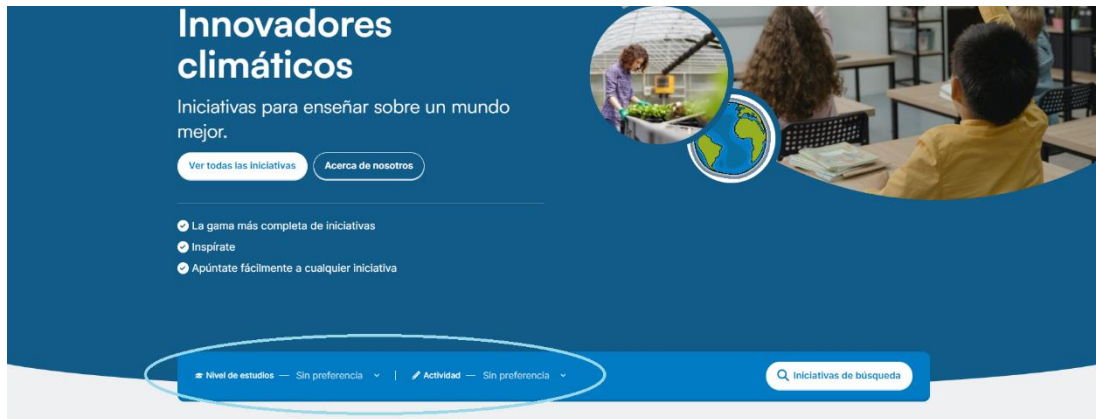 Innovadores
climáticos
Iniciativas para enseñar sobre un mundo
mejor.
Ver todas las iniciativas Acerca de nosotros
La gama más completa de iniciativas
Inspírate
Apúntate fácilmente a cualquier iniciativa
Nivel de estudios — Sin preferencia | Actividad — Sin preferencia Iniciativas de búsqueda